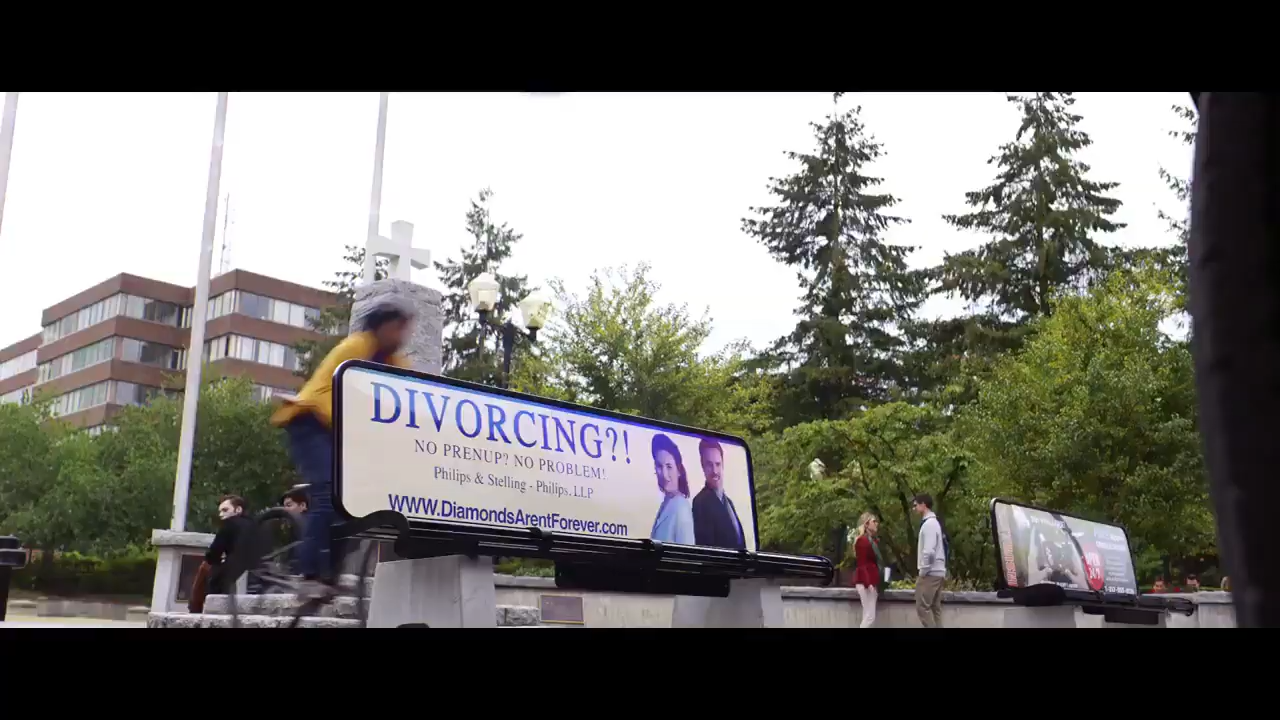 DIVORCING?!
NO PRENUP? NO PROBLEM!
Philips & Stelling - Philips, LLP
WWW.DiamondsArentForever.com